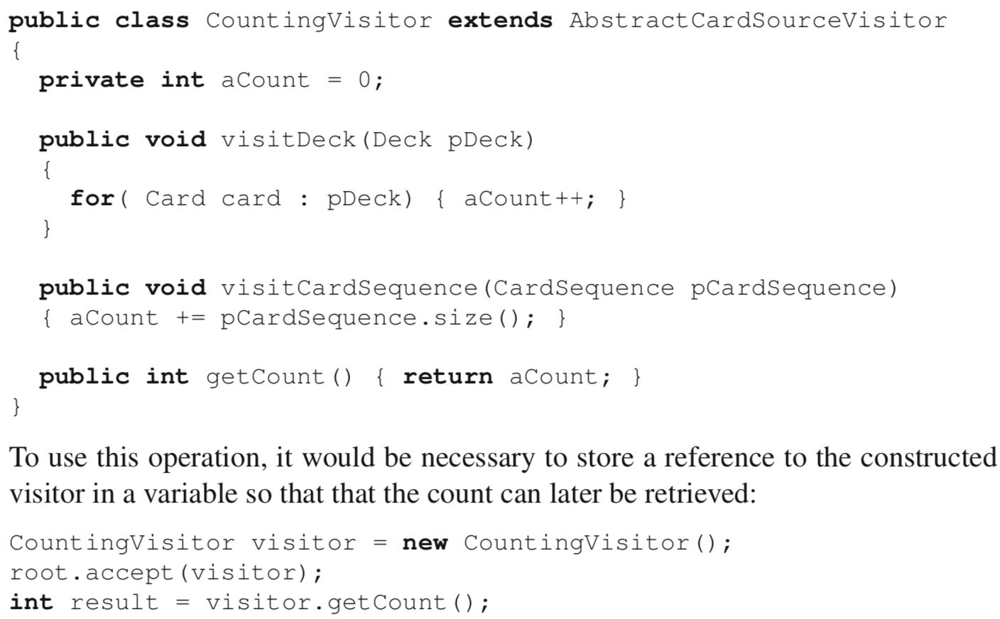 public class CountingVisitor extends AbstractCardSourceVisitor
{
  private int aCount = 0;

  public void visitDeck(Deck pDeck)
  {
    for( Card card : pDeck) { aCount++; }
  }

  public void visitCardSequence(CardSequence pCardSequence)
  { aCount += pCardSequence.size(); }

  public int getCount() { return aCount; }
}
To use this operation, it would be necessary to store a reference to the constructed
visitor in a variable so that that the count can later be retrieved:
CountingVisitor visitor = new CountingVisitor();
root.accept(visitor);
int result = visitor.getCount();